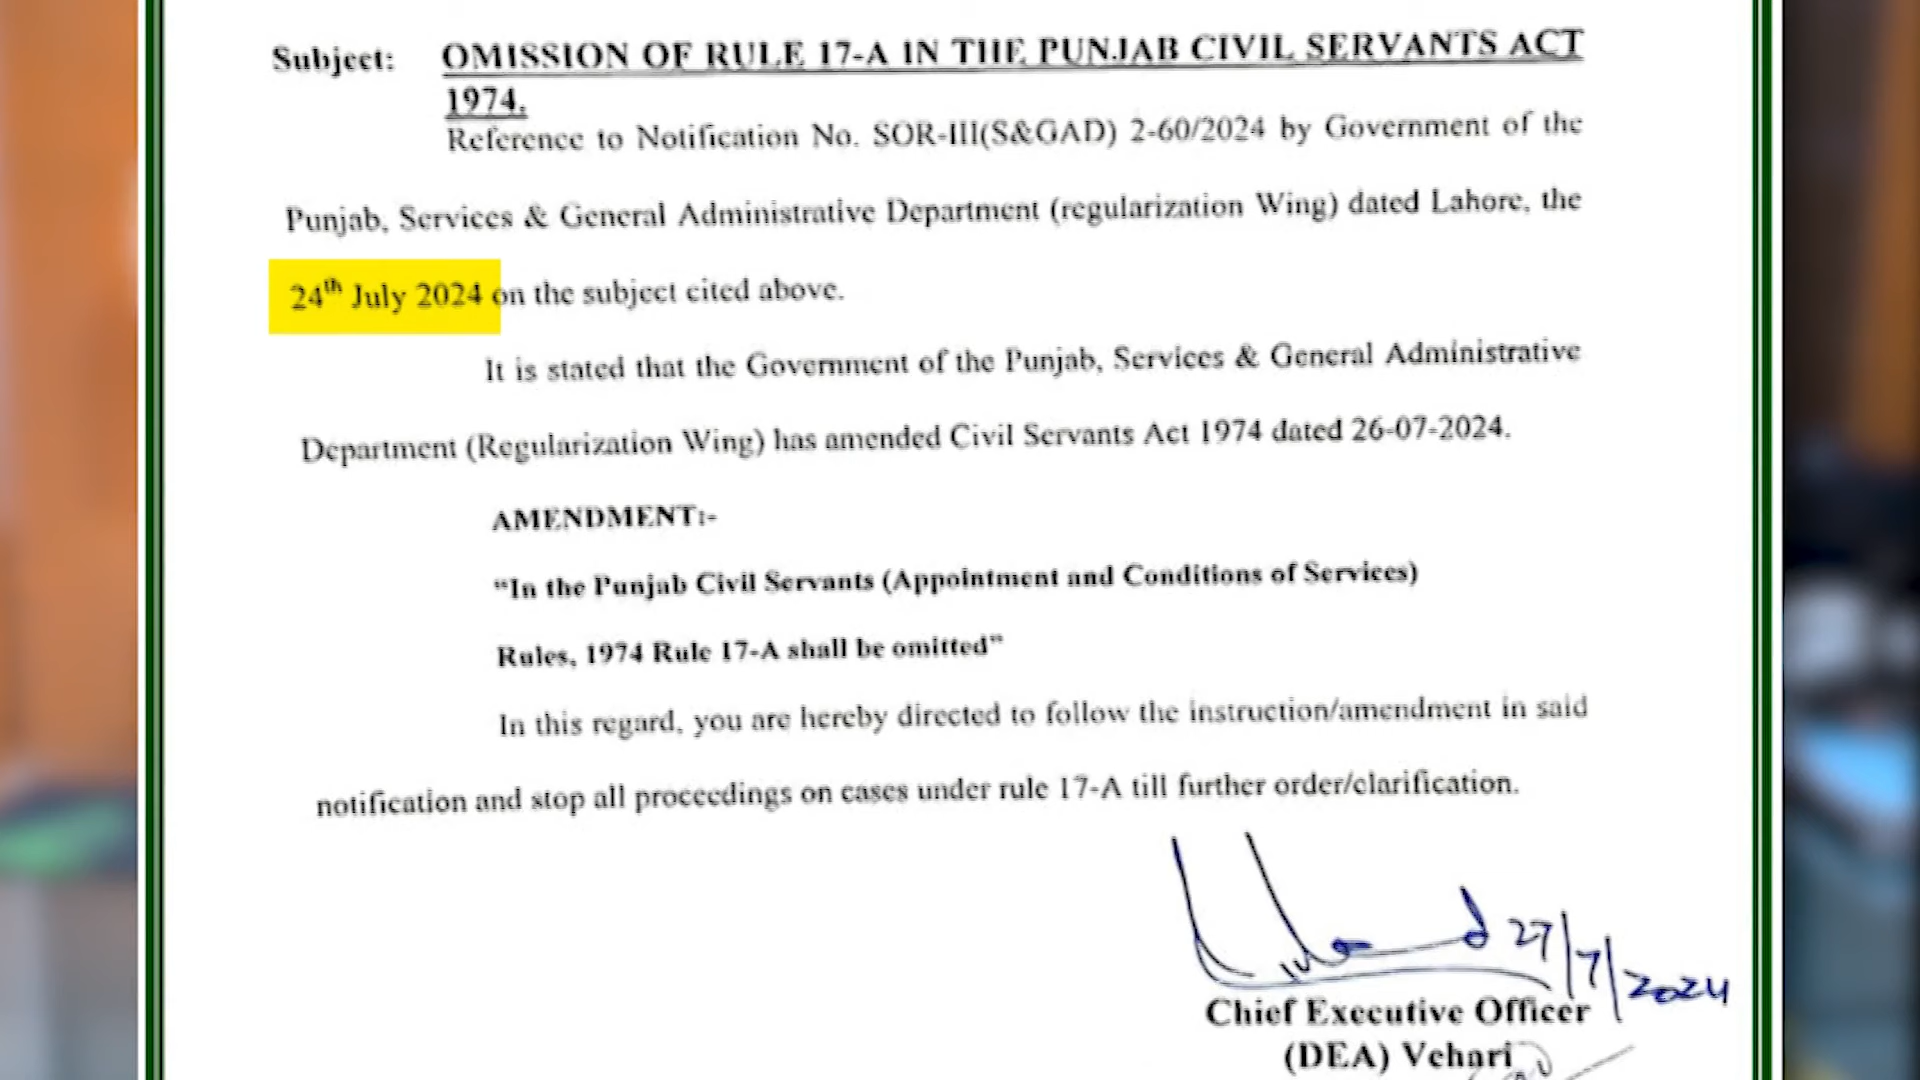 Subject: OMISSION OF RULE 17-A IN THE PUNJAB CIVIL SERVANTS ACT
1974.
Reference to Notification No. SOR-III(S&GAD) 2-60/2024 by Government of the
Punjab, Services & General Administrative Department (regularization Wing) dated Lahore, the
24th July 2024 on the subject cited above.
It is stated that the Government of the Punjab, Services & General Administrative
Department (Regularization Wing) has amended Civil Servants Act 1974 dated 26-07-2024.
AMENDMENT:-
“In the Punjab Civil Servants (Appointment and Conditions of Services)
Rules, 1974 Rule 17-A shall be omitted”
In this regard, you are hereby directed to follow the instruction/amendment in said
notification and stop all proceedings on cases under rule 17-A till further order/clarification.
27/7/2024
Chief Executive Officer
(DEA) Vehari